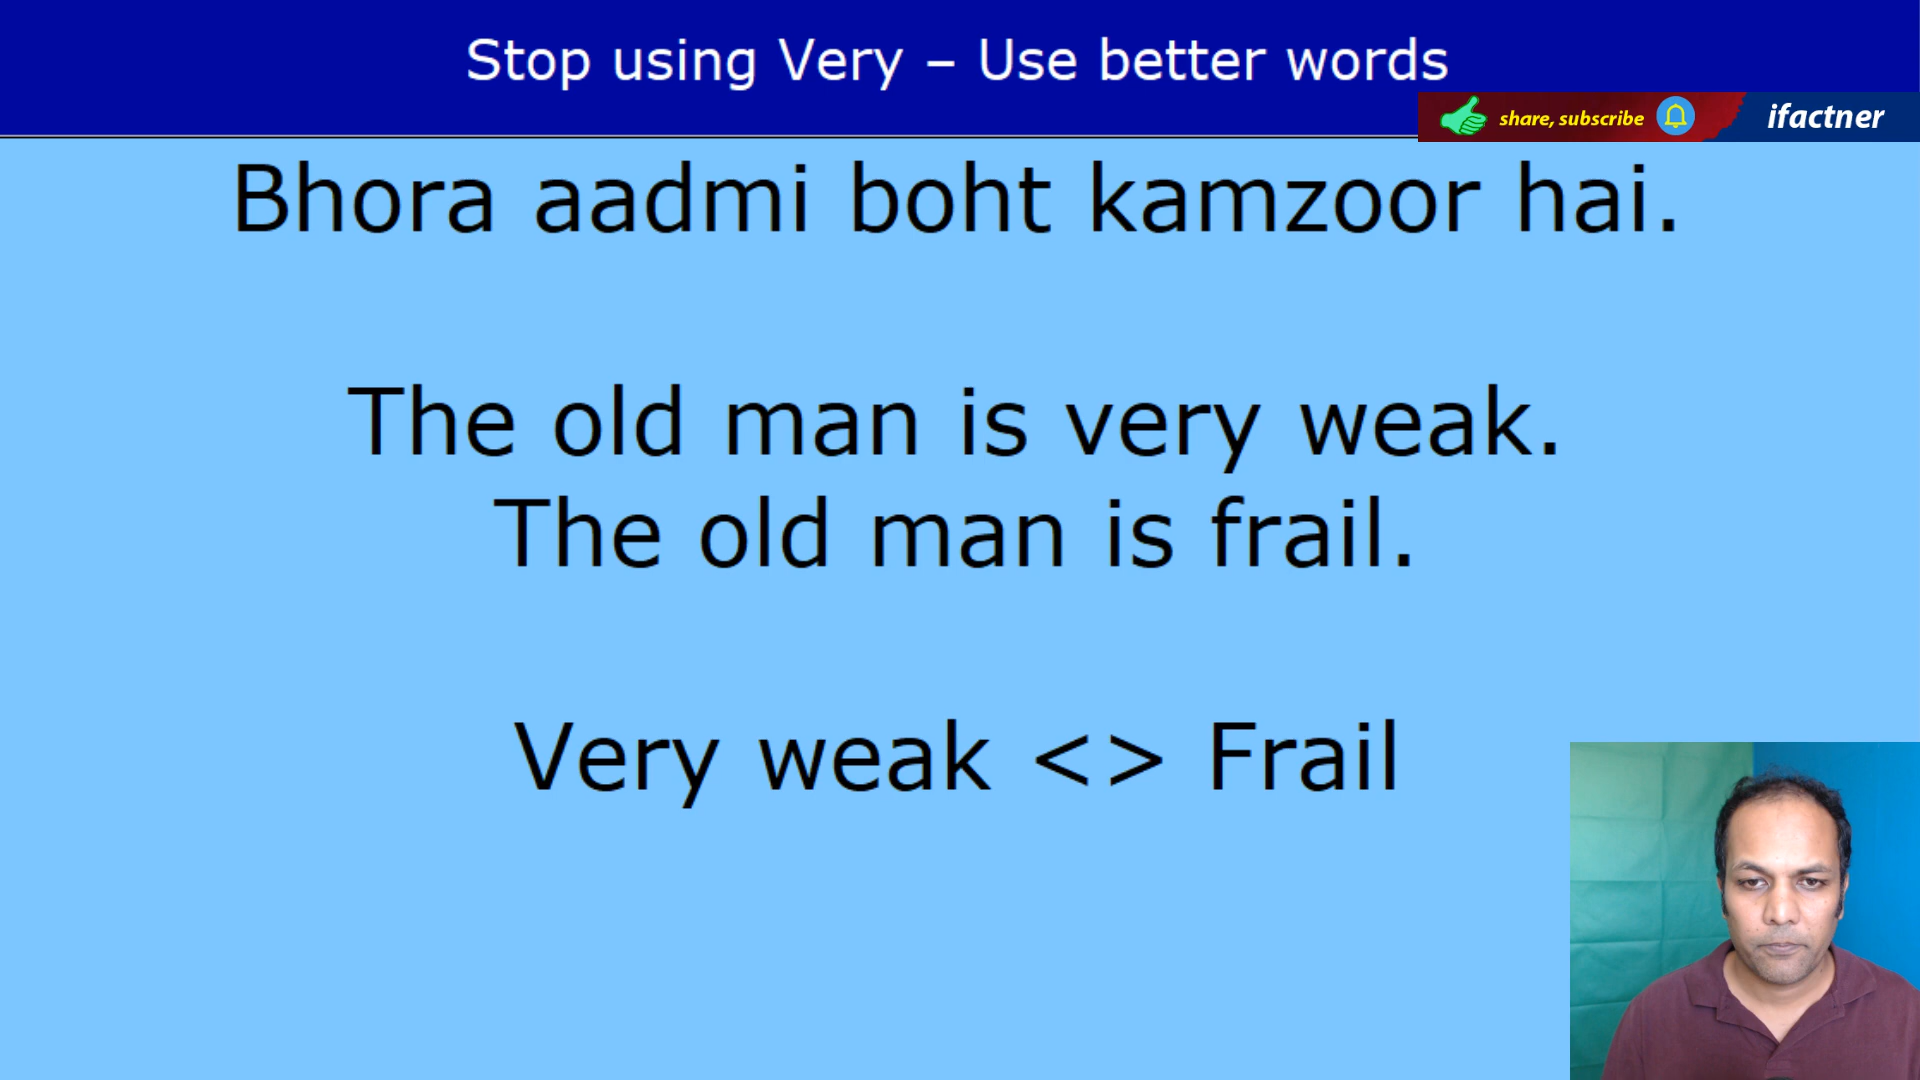 Stop using Very – Use better words
share, subscribe
ifactner
Bhora aadmi boht kamzoor hai.
The old man is very weak.
The old man is frail.
Very weak <> Frail